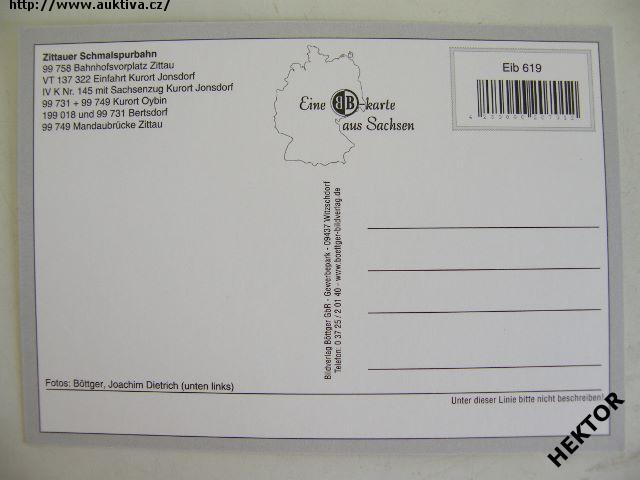 http://www.auktiva.cz/
Zittauer Schmalspurbahn
99 758 Bahnhofsvorplatz Zittau
VT 137 322 Einfahrt Kurort Jonsdorf
IV K Nr. 145 mit Sachsenzug Kurort Jonsdorf
99 731 + 99 749 Kurort Oybin
199 018 und 99 731 Bertsdorf
99 749 Mandaubrücke Zittau
Eine BB-karte
aus Sachsen
Eib 619
Bildverlag Böttger GbR - Gewerbepark - 09437 Witzschdorf
Telefon: 0 37 25 / 2 01 40 - www.boettger-bildverlag.de
Fotos: Böttger, Joachim Dietrich (unten links)
Unter dieser Linie bitte nicht beschreiben!
HEKTOR